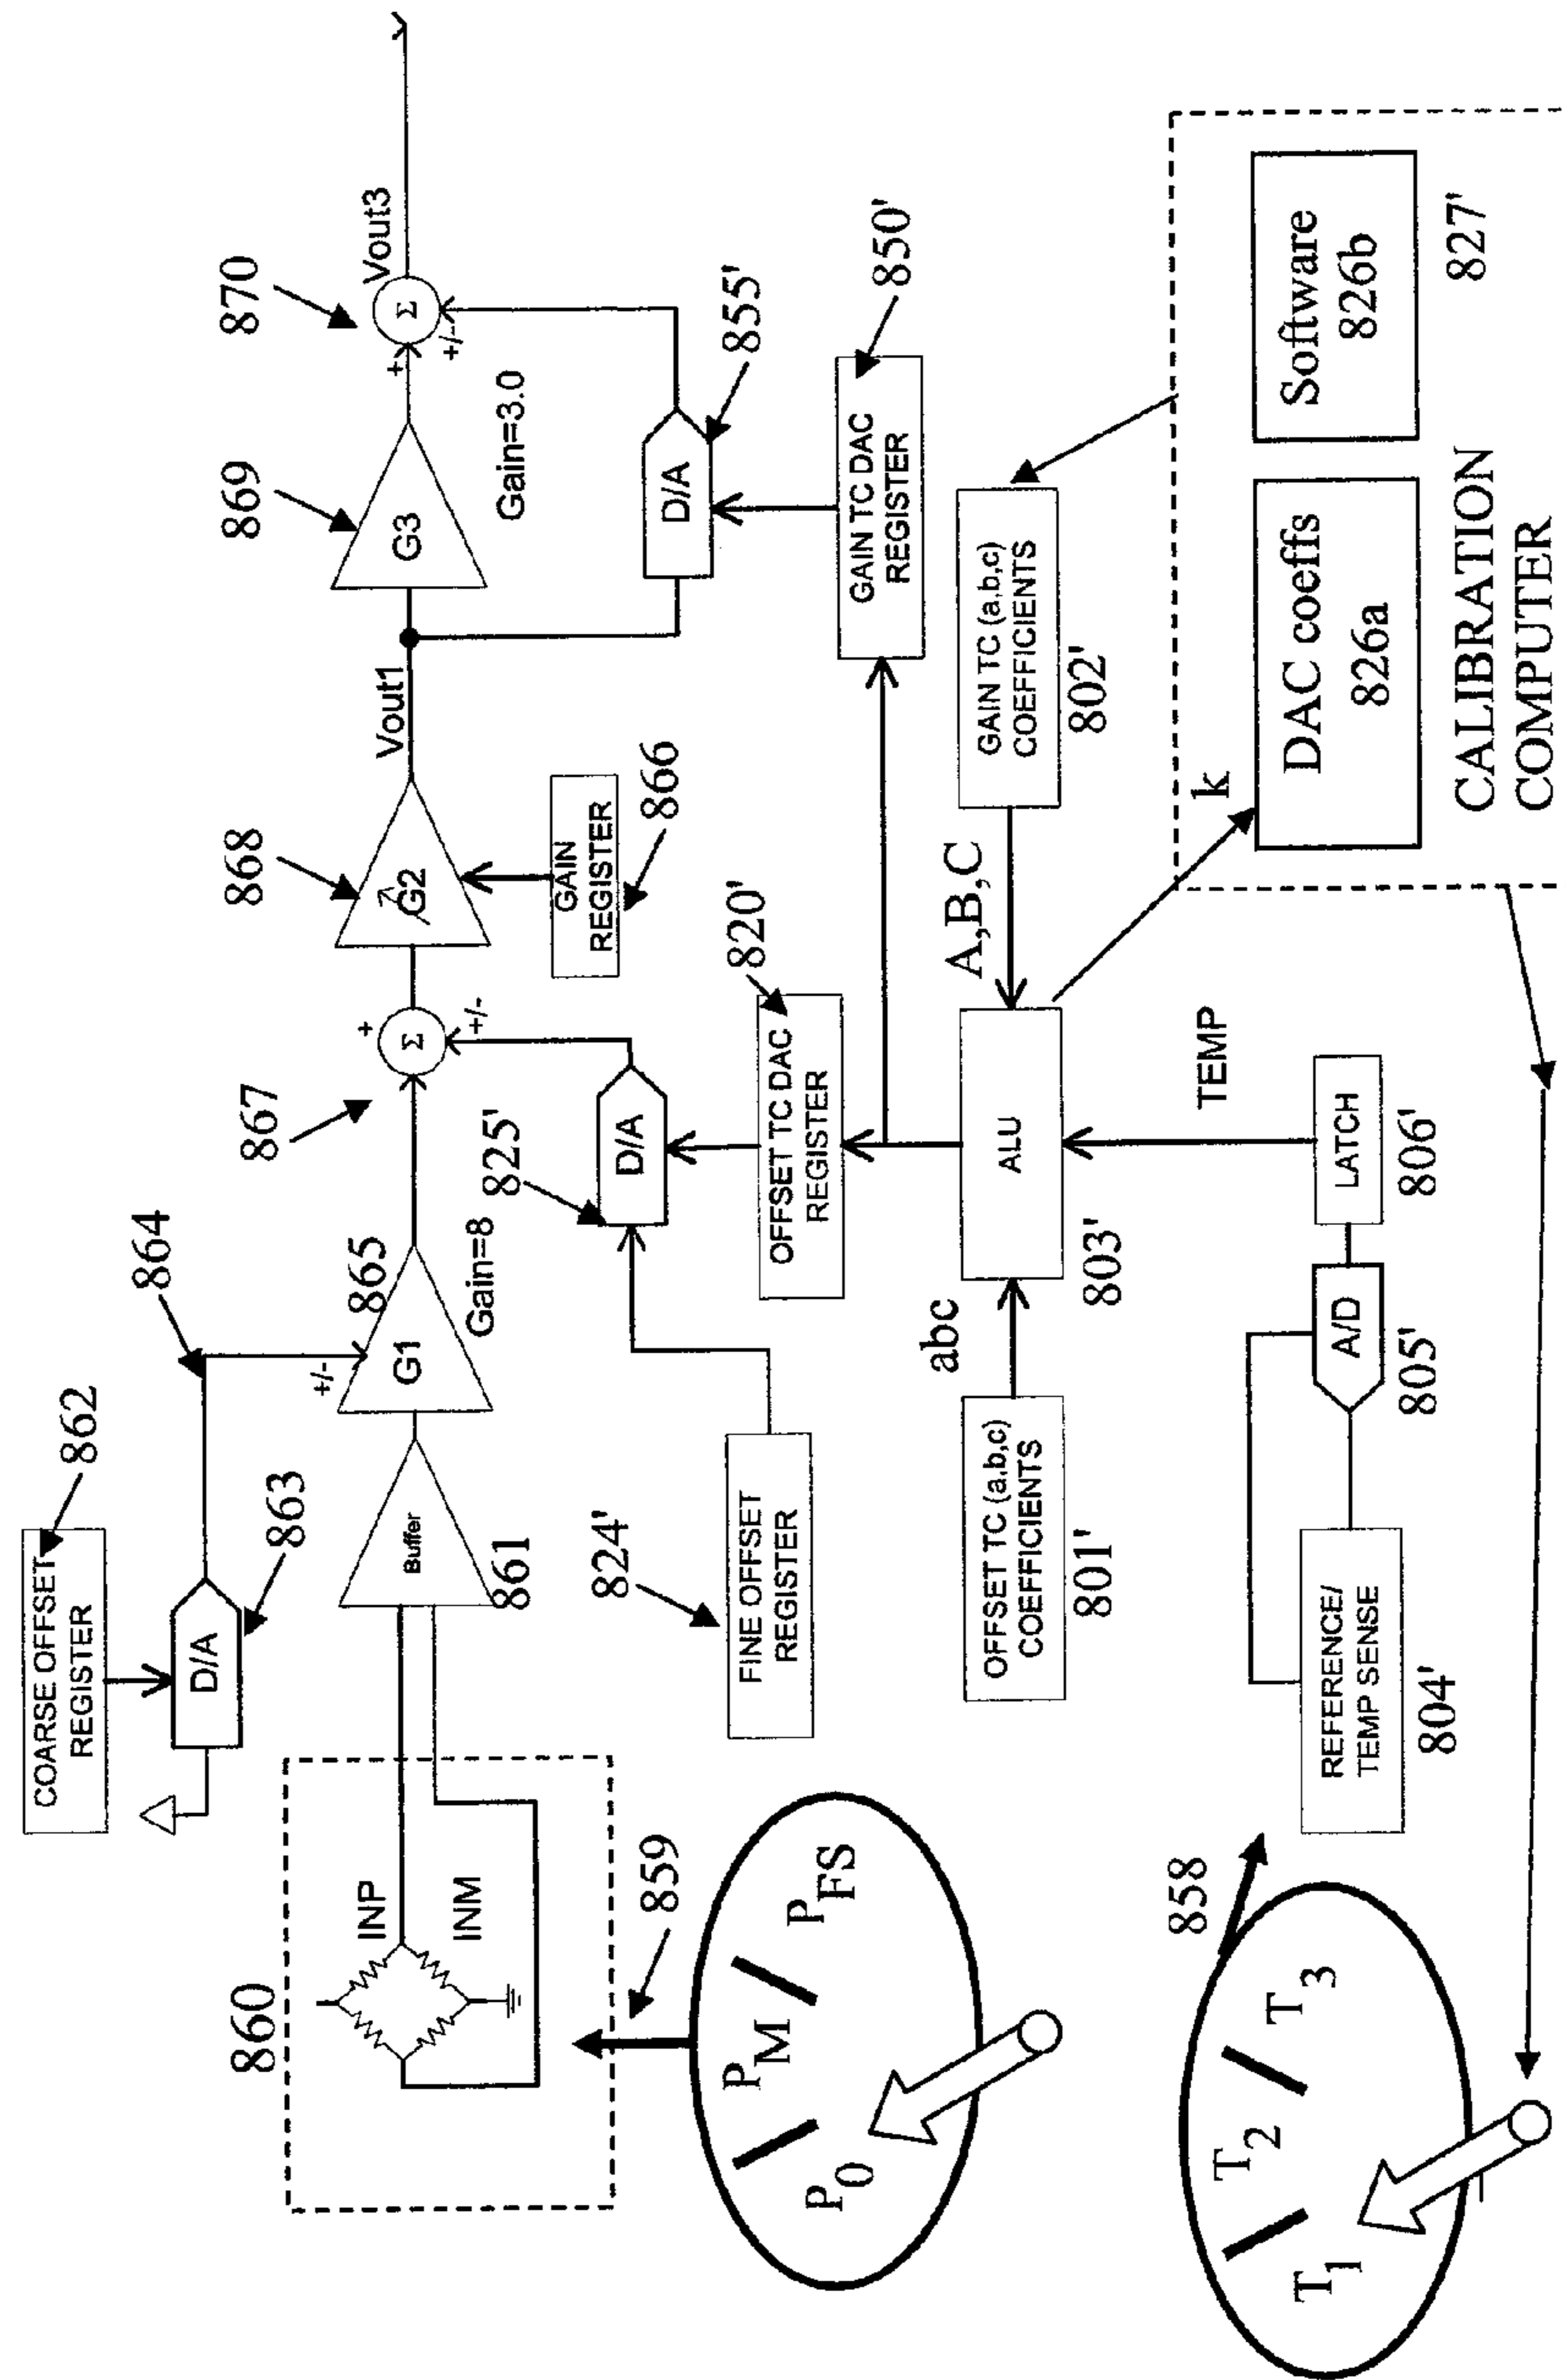 COARSE OFFSET
REGISTER
862
D/A
863
864
860
INP
INM
859
Buffer
861
+/-
G1
865
Gain=8
867
+
Σ
+/-
868
G2
GAIN
REGISTER
866
Vout1
869
G3
Gain=3.0
870
+
Σ
+/-
Vout3
D/A
855'
GAIN TC DAC
REGISTER
850'
824'
FINE OFFSET
REGISTER
825'
D/A
OFFSET TC DAC
REGISTER
820'
P0
PM
PFS
OFFSET TC (a,b,c)
COEFFICIENTS
801'
abc
ALU
803'
A,B,C
GAIN TC (a,b,c)
COEFFICIENTS
802'
858
T1
T2
T3
REFERENCE/
TEMP SENSE
804'
A/D
805'
LATCH
806'
TEMP
k
DAC coeffs
826a
Software
826b
CALIBRATION
COMPUTER
827'